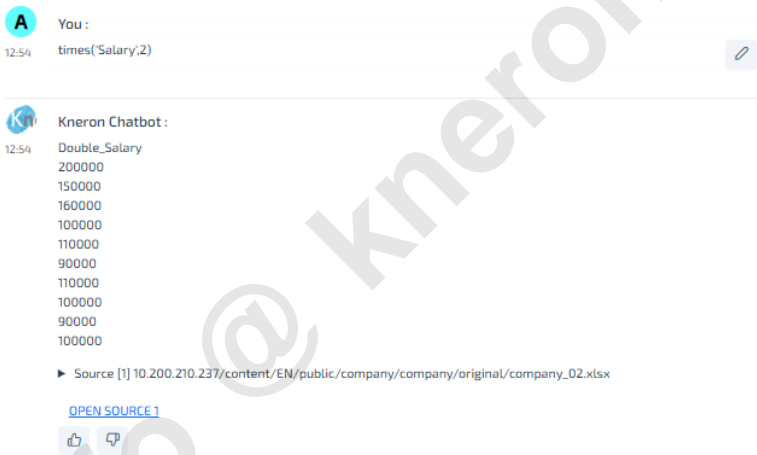 A
You :
12:54
times('Salary',2)
Kn
Kneron Chatbot :
12:54
Double_Salary
200000
150000
160000
100000
110000
90000
110000
100000
90000
100000
► Source [1] 10.200.210.237/content/EN/public/company/company/original/company_02.xlsx
OPEN SOURCE 1
@ kneron